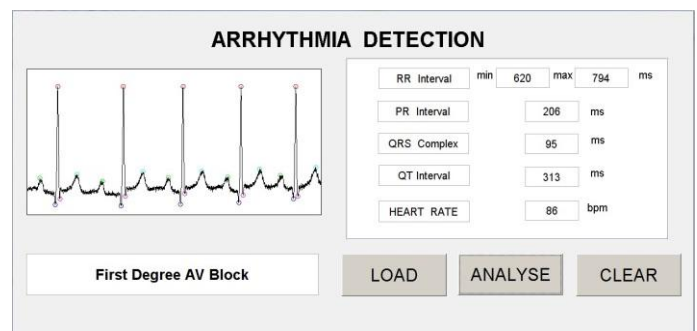 ARRHYTHMIA DETECTION
RR Interval min 620 max 794 ms
PR Interval 206 ms
QRS Complex 95 ms
QT Interval 313 ms
HEART RATE 86 bpm
First Degree AV Block
LOAD ANALYSE CLEAR